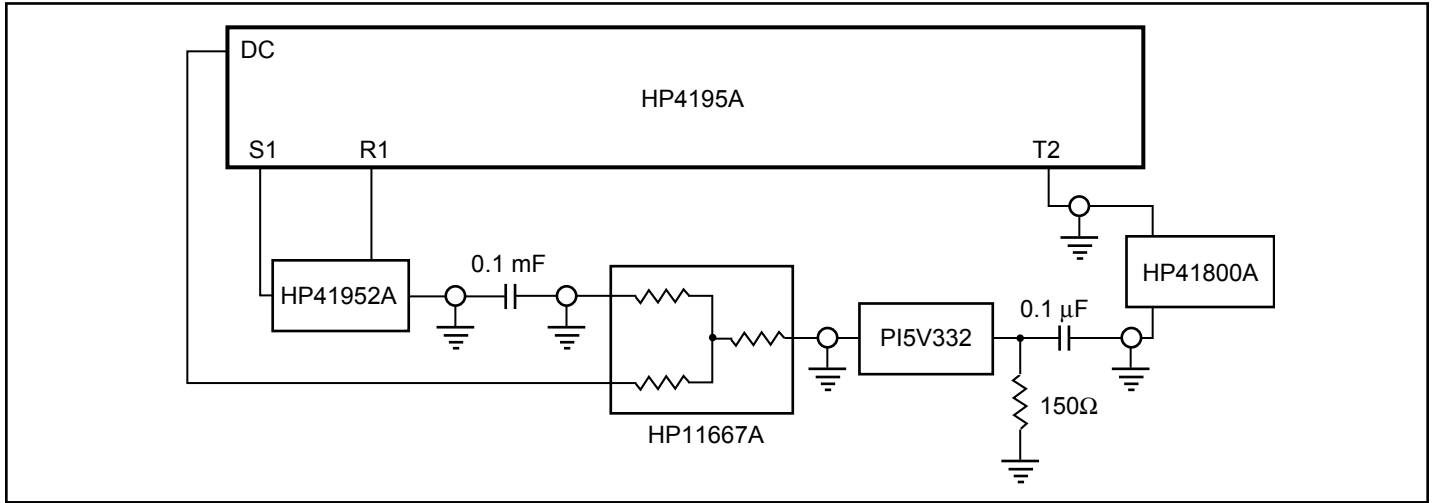 DC
HP4195A
S1 R1 T2
0.1 mF
HP41952A
HP41800A
0.1 μF
PI5V332
150Ω
HP11667A